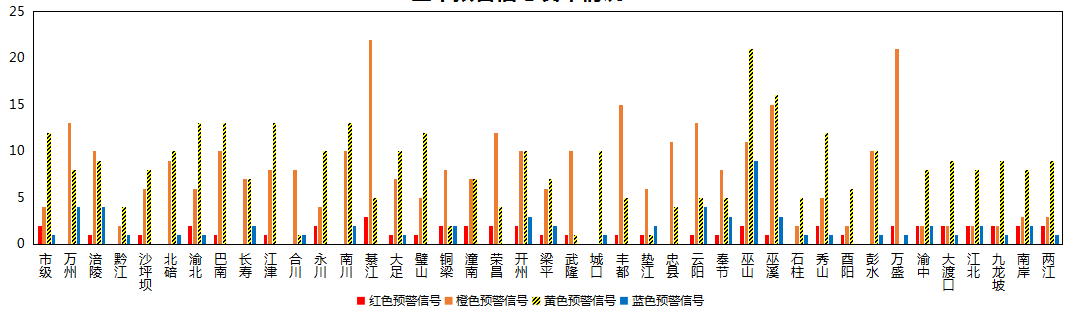 25
20
15
10
5
0
市级
万州
涪陵
黔江
沙坪坝
北碚
渝北
巴南
长寿
江津
合川
永川
南川
綦江
大足
璧山
铜梁
潼南
荣昌
开州
梁平
武隆
城口
丰都
垫江
忠县
云阳
奉节
巫山
巫溪
石柱
秀山
酉阳
彭水
万盛
渝中
大渡口
江北
九龙坡
南岸
两江
红色预警信号 橙色预警信号 黄色预警信号 蓝色预警信号